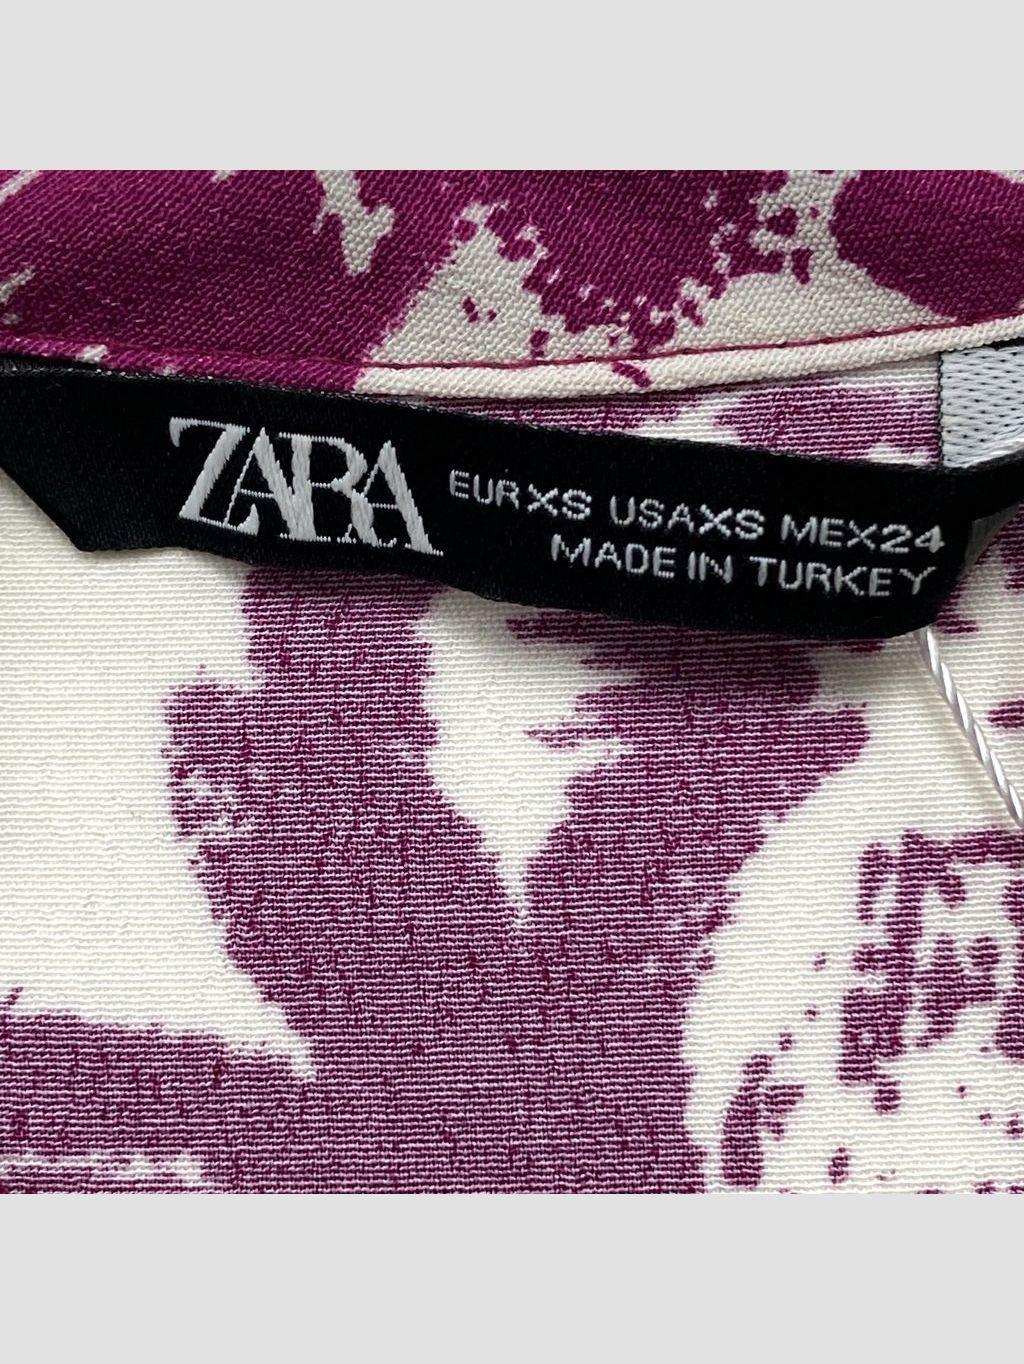 ZARA EUR XS USA XS MEX 24
MADE IN TURKEY